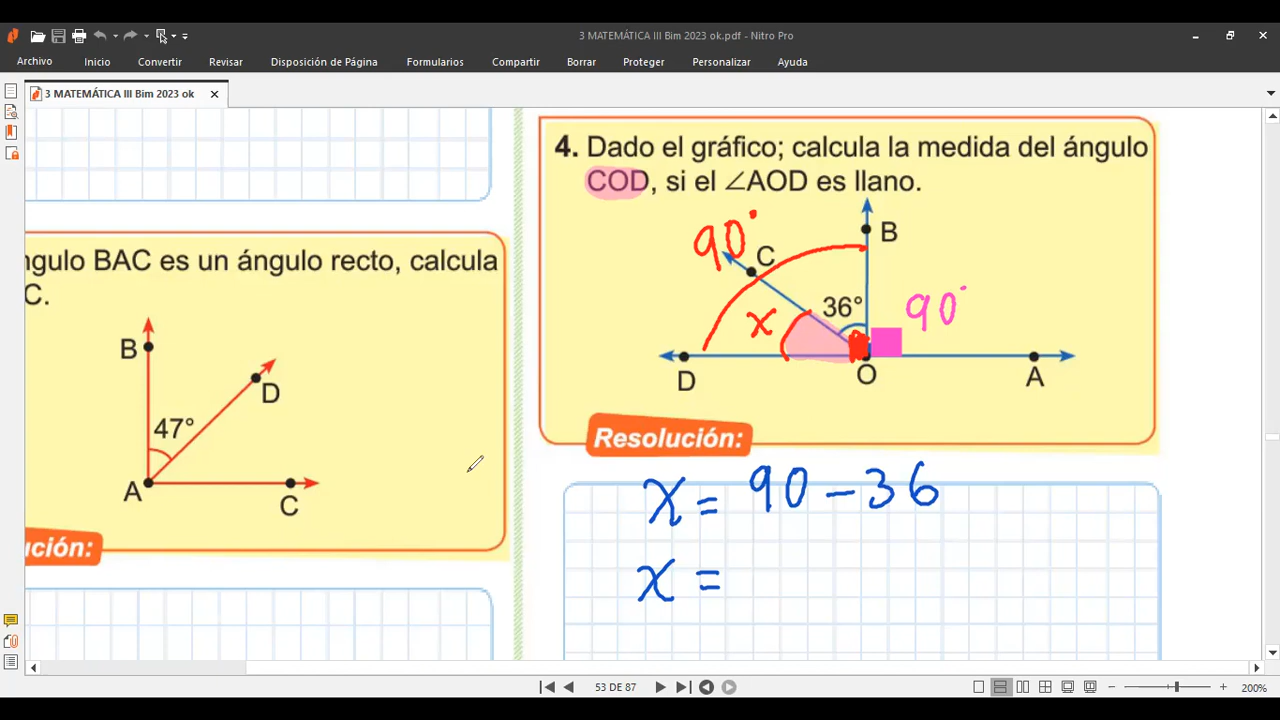 3 MATEMÁTICA III Bim 2023 ok.pdf - Nitro Pro
Archivo Inicio Convertir Revisar Disposición de Página Formularios Compartir Borrar Proteger Personalizar Ayuda
3 MATEMÁTICA III Bim 2023 ok
ngulo BAC es un ángulo recto, calcula
C.
B
D
47°
A
C
ción:
4. Dado el gráfico; calcula la medida del ángulo
COD, si el ∠AOD es llano.
90°
B
C
36°
90°
x
D
O
A
Resolución:
x = 90 - 36
x =
53 DE 87
200%